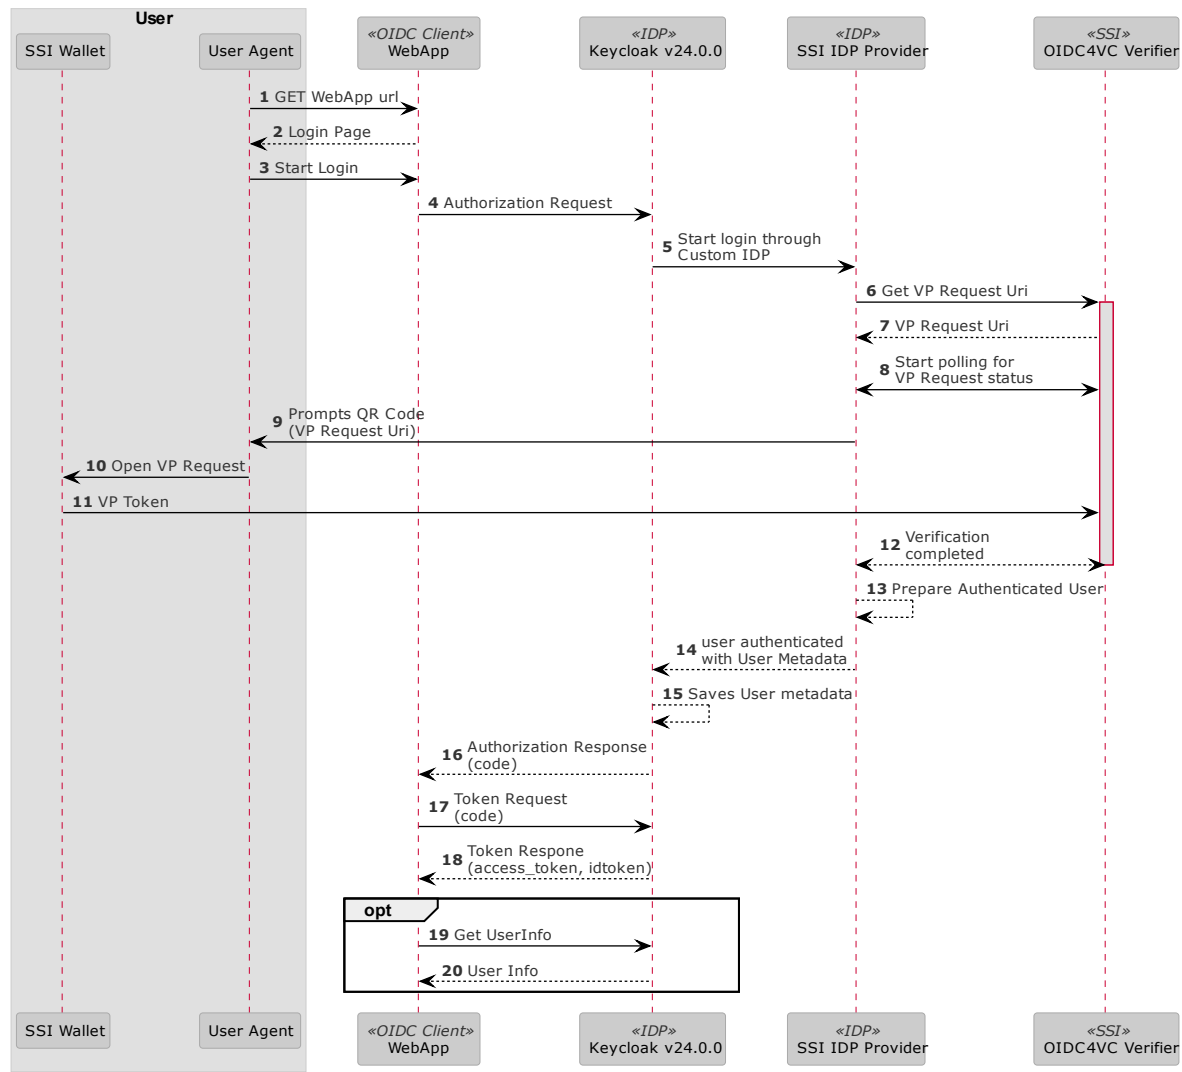 User
SSI Wallet
User Agent
«OIDC Client»
WebApp
«IDP»
Keycloak v24.0.0
«IDP»
SSI IDP Provider
«SSI»
OIDC4VC Verifier
1 GET WebApp url
2 Login Page
3 Start Login
4 Authorization Request
5 Start login through
Custom IDP
6 Get VP Request Uri
7 VP Request Uri
8 Start polling for
VP Request status
9 Prompts QR Code
(VP Request Uri)
10 Open VP Request
11 VP Token
12 Verification
completed
13 Prepare Authenticated User
14 user authenticated
with User Metadata
15 Saves User metadata
16 Authorization Response
(code)
17 Token Request
(code)
18 Token Respone
(access_token, idtoken)
opt
19 Get UserInfo
20 User Info
SSI Wallet
User Agent
«OIDC Client»
WebApp
«IDP»
Keycloak v24.0.0
«IDP»
SSI IDP Provider
«SSI»
OIDC4VC Verifier